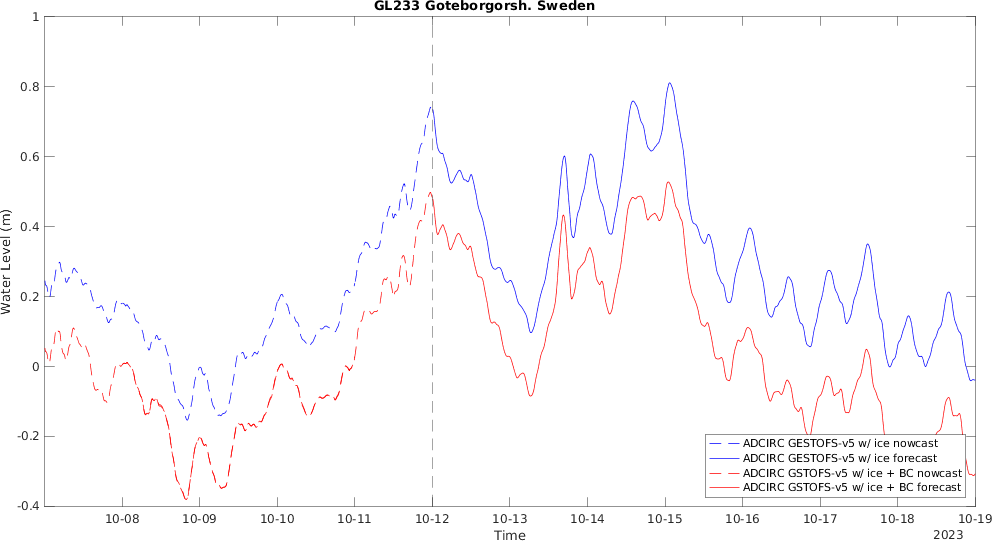 GL233 Goteborgorsh. Sweden
1
0.8
0.6
0.4
0.2
0
-0.2
-0.4
Water Level (m)
10-08 10-09 10-10 10-11 10-12 10-13 10-14 10-15 10-16 10-17 10-18 10-19
Time
2023
ADCIRC GESTOFS-v5 w/ ice nowcast
ADCIRC GESTOFS-v5 w/ ice forecast
ADCIRC GSTOFS-v5 w/ ice + BC nowcast
ADCIRC GSTOFS-v5 w/ ice + BC forecast